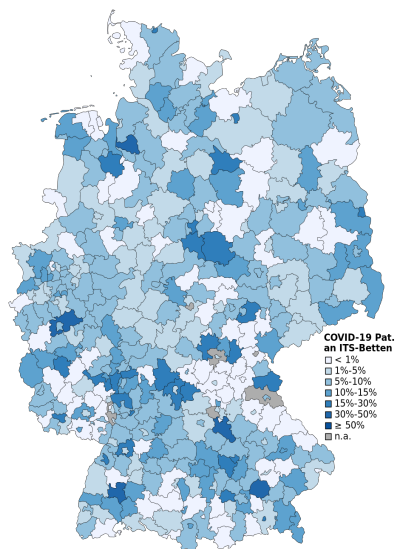 COVID-19 Pat.
an ITS-Betten
< 1%
1%-5%
5%-10%
10%-15%
15%-30%
30%-50%
≥ 50%
n.a.